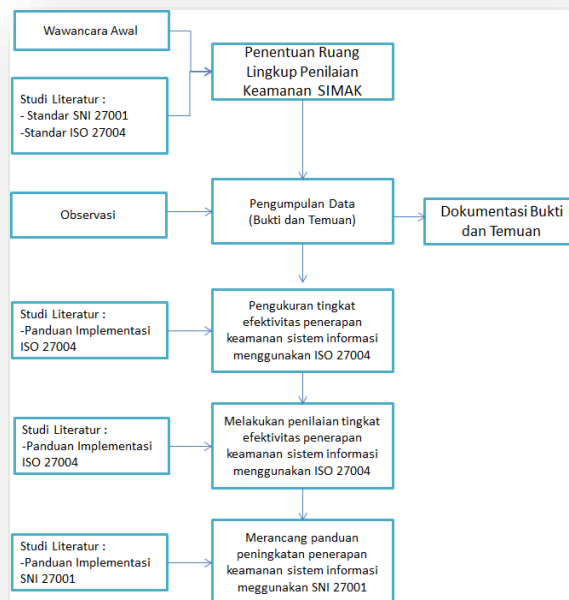 Wawancara Awal
Penentuan Ruang
Lingkup Penilaian
Keamanan SIMAK
Studi Literatur :
- Standar SNI 27001
-Standar ISO 27004
Observasi
Pengumpulan Data
(Bukti dan Temuan)
Dokumentasi Bukti
dan Temuan
Studi Literatur :
-Panduan Implementasi
ISO 27004
Pengukuran tingkat
efektivitas penerapan
keamanan sistem informasi
menggunakan ISO 27004
Studi Literatur :
-Panduan Implementasi
ISO 27004
Melakukan penilaian tingkat
efektivitas penerapan
keamanan sistem informasi
menggunakan ISO 27004
Studi Literatur :
-Panduan Implementasi
SNI 27001
Merancang panduan
peningkatan penerapan
keamanan sistem informasi
meggunakan SNI 27001